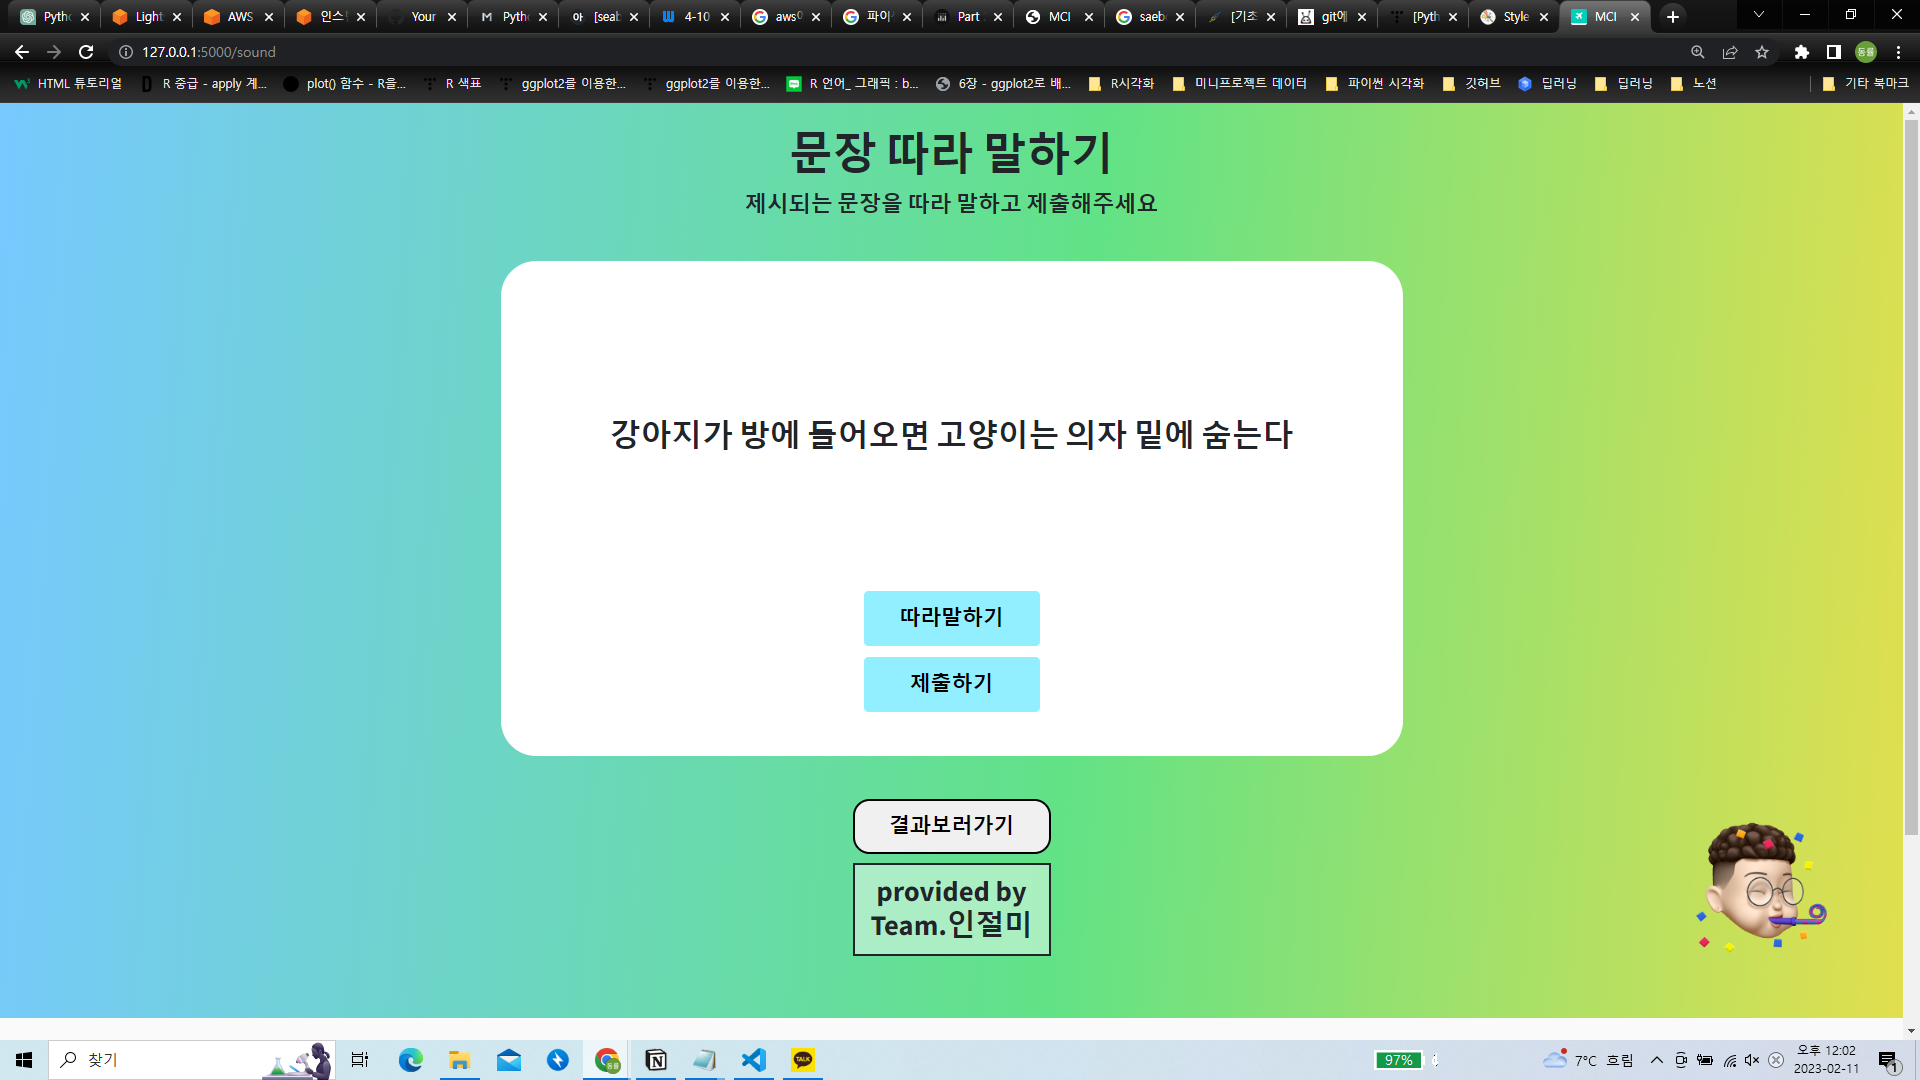 Pyth
Light
AWS
인스
Your
Pyth
[seab
4-10
aws에
파이
Part
MCI
saeb
[기초
git에
[Pyth
Style
MCI
127.0.0.1:5000/sound
동률
HTML 튜토리얼
R 중급 - apply 계...
plot() 함수 - R을...
R 색표
ggplot2를 이용한...
ggplot2를 이용한...
R 언어_ 그래픽 : b...
6장 - ggplot2로 배...
R시각화
미니프로젝트 데이터
파이썬 시각화
깃허브
딥러닝
딥러닝
노션
기타 북마크
문장 따라 말하기
제시되는 문장을 따라 말하고 제출해주세요
강아지가 방에 들어오면 고양이는 의자 밑에 숨는다
따라말하기
제출하기
결과보러가기
provided by
Team.인절미
찾기
TALK
97%
7°C 흐림
오후 12:02
2023-02-11
1